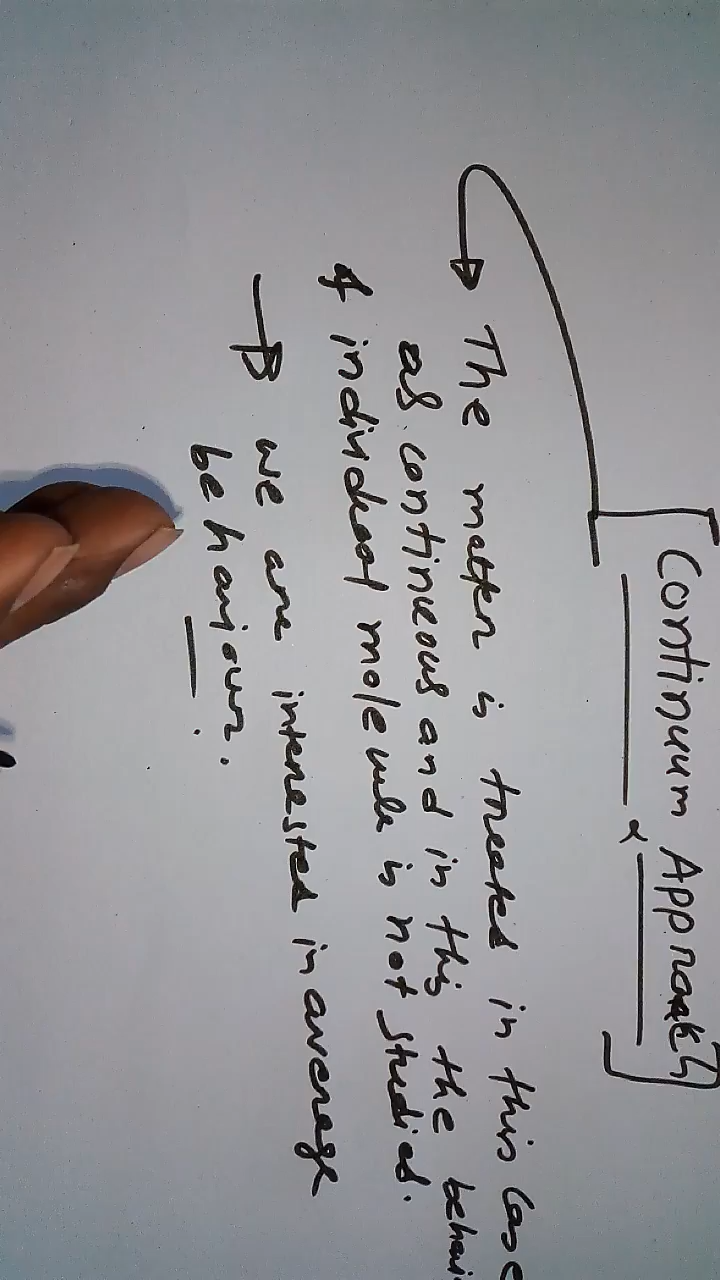 Continuum Approach
The matter is treated in this case
as continuous and in this the behavi
of individual molecule is not studied.
we are interested in average
behaviour.